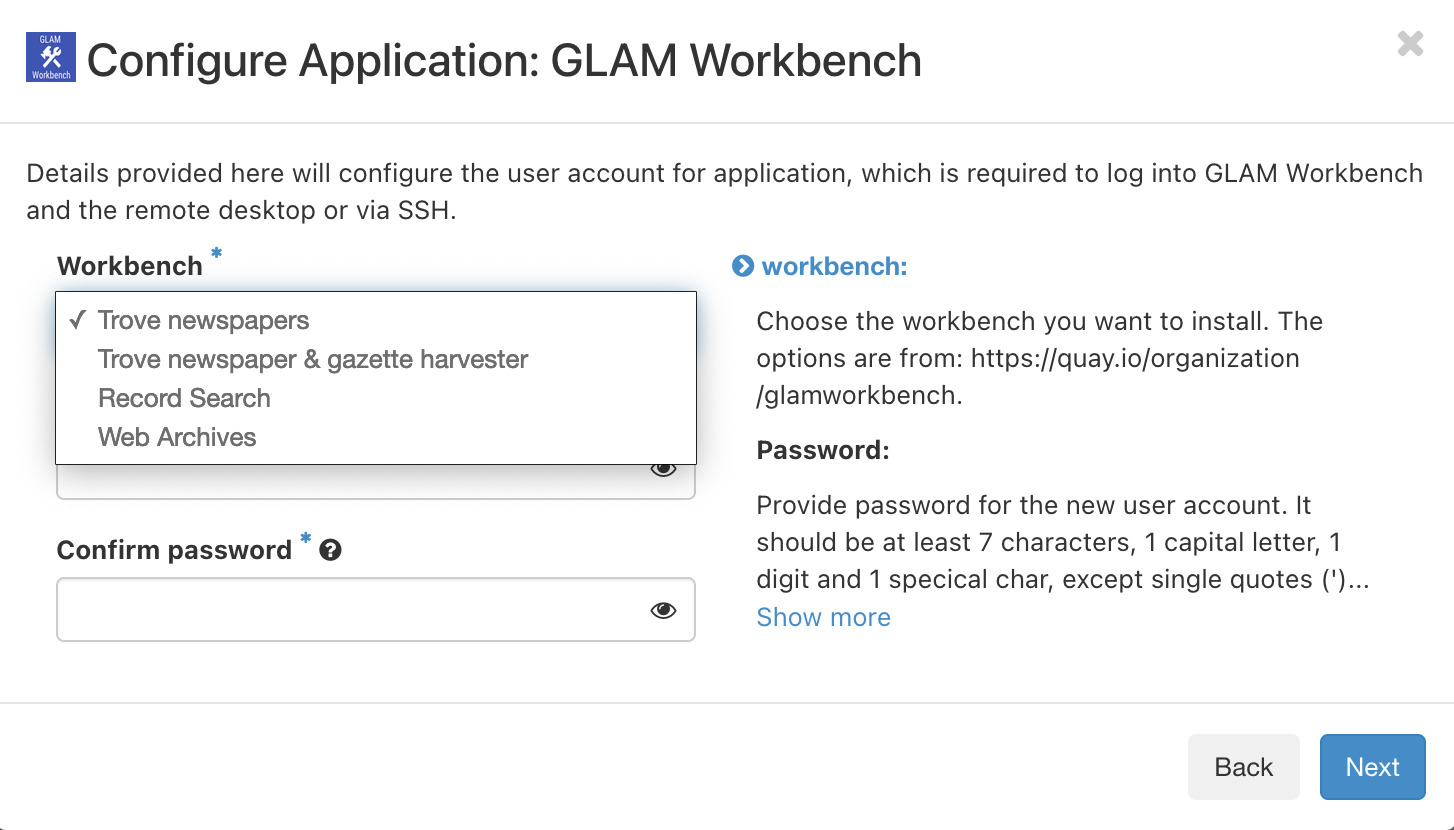 GLAM
Workbench
Configure Application: GLAM Workbench
Details provided here will configure the user account for application, which is required to log into GLAM Workbench
and the remote desktop or via SSH.
Workbench *
✓ Trove newspapers
Trove newspaper & gazette harvester
Record Search
Web Archives
Confirm password *
workbench:
Choose the workbench you want to install. The
options are from: https://quay.io/organization
/glamworkbench.
Password:
Provide password for the new user account. It
should be at least 7 characters, 1 capital letter, 1
digit and 1 specical char, except single quotes (')...
Show more
Back
Next